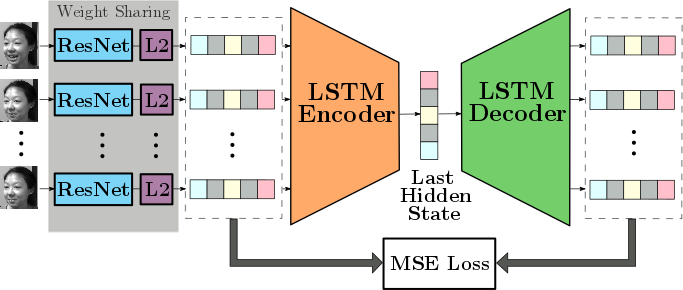 Weight Sharing
ResNet
L2
ResNet
L2
ResNet
L2
LSTM
Encoder
Last
Hidden
State
LSTM
Decoder
MSE Loss